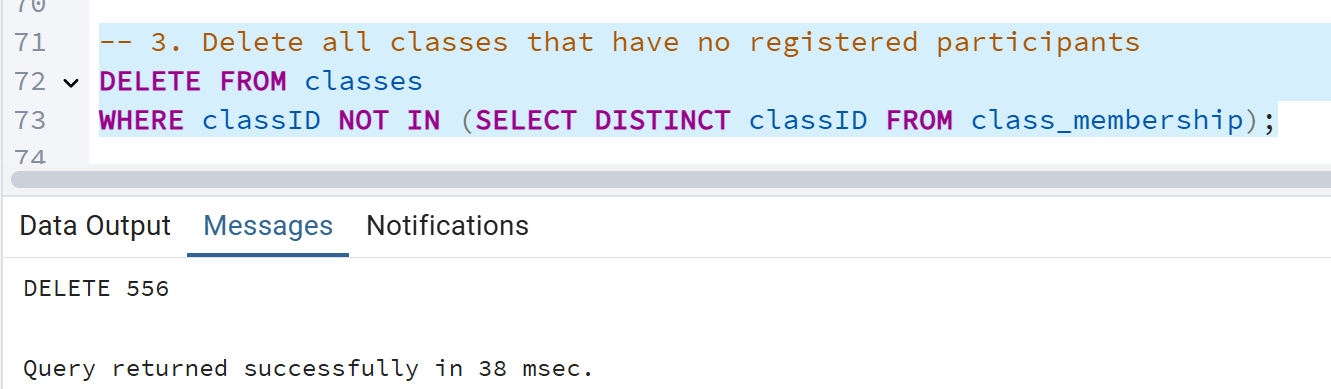 70
71 -- 3. Delete all classes that have no registered participants
72 DELETE FROM classes
73 WHERE classID NOT IN (SELECT DISTINCT classID FROM class_membership);
74
Data Output Messages Notifications
DELETE 556
Query returned successfully in 38 msec.